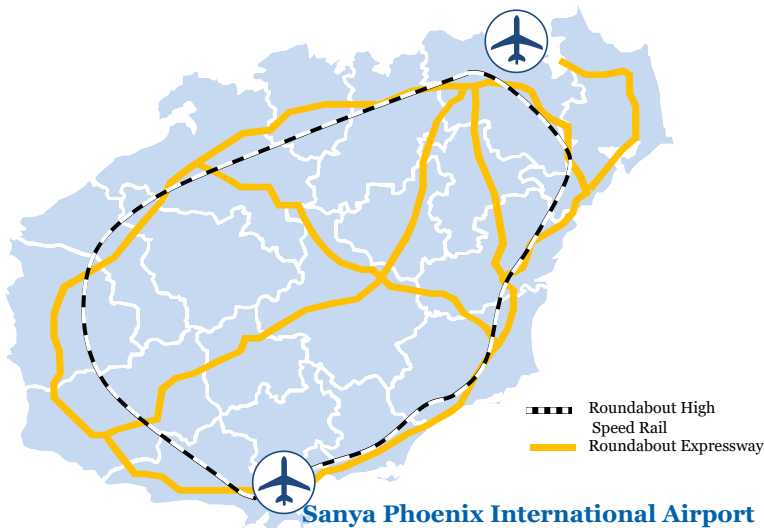 Roundabout High
Speed Rail
Roundabout Expressway
Sanya Phoenix International Airport